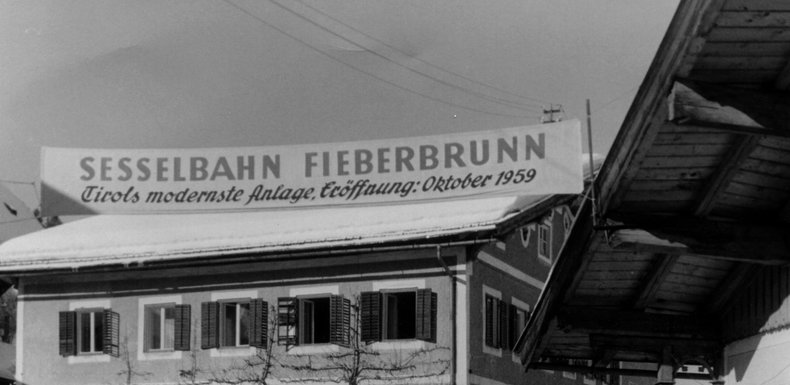 SESSELBAHN FIEBERBRUNN
Tirols modernste Anlage, Eröffnung: Oktober 1959